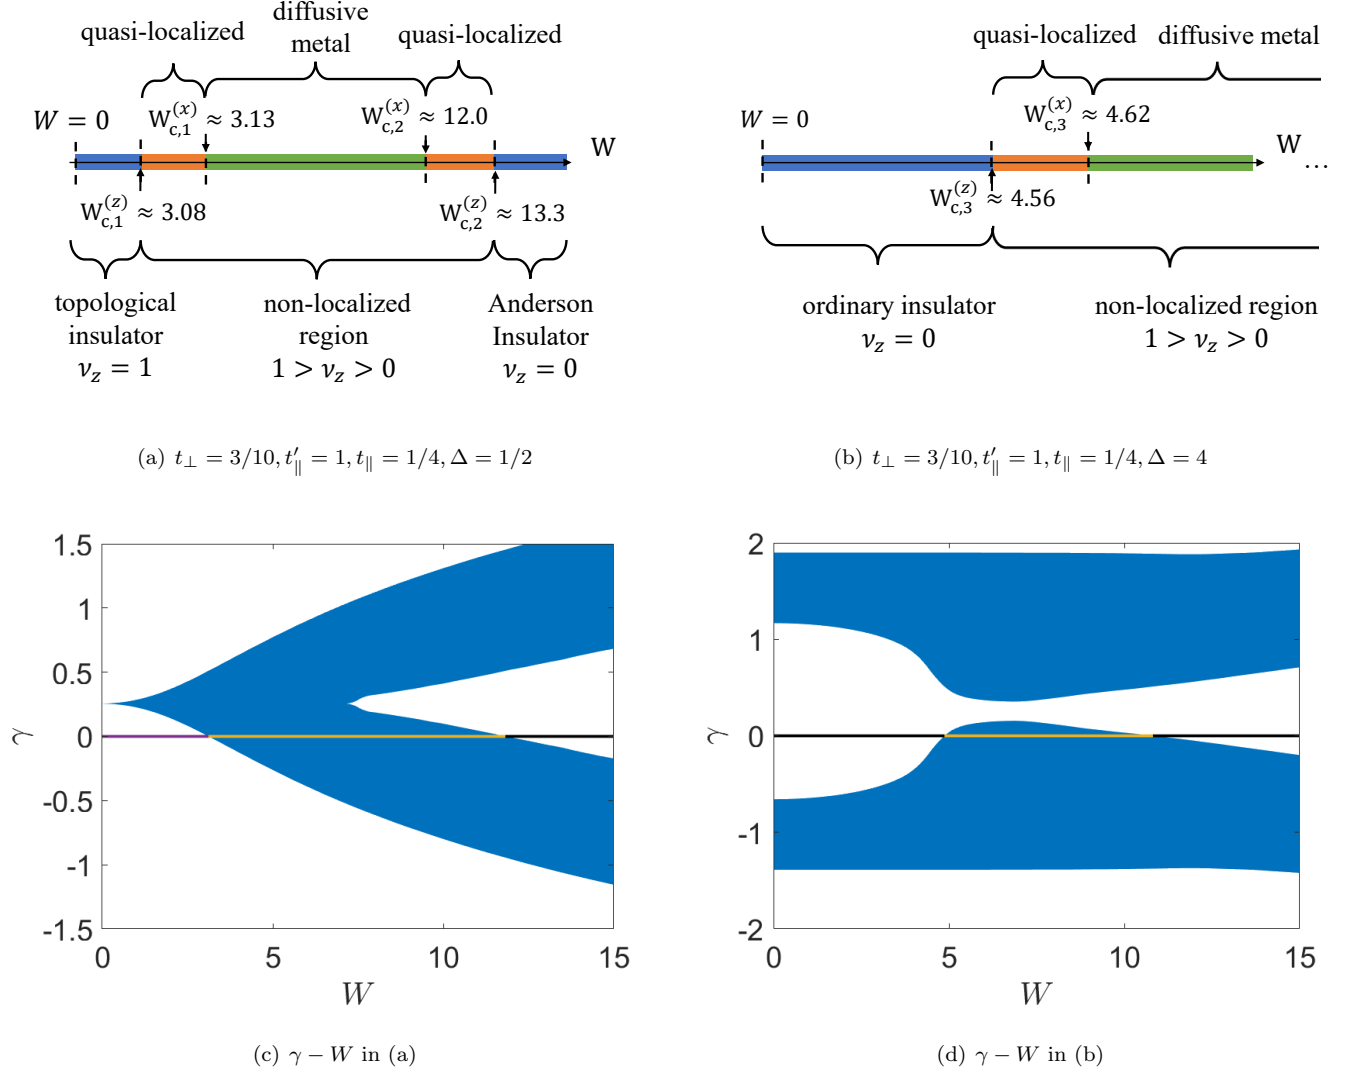 quasi-localized
diffusive
metal
quasi-localized
W = 0
W_{c,1}^{(x)} ≈ 3.13
W_{c,2}^{(x)} ≈ 12.0
W
W_{c,1}^{(z)} ≈ 3.08
W_{c,2}^{(z)} ≈ 13.3
topological
insulator
ν_z = 1
non-localized
region
1 > ν_z > 0
Anderson
Insulator
ν_z = 0
(a) t_⊥ = 3/10, t′_∥ = 1, t_∥ = 1/4, Δ = 1/2
quasi-localized
diffusive metal
W = 0
W_{c,3}^{(x)} ≈ 4.62
W ...
W_{c,3}^{(z)} ≈ 4.56
ordinary insulator
ν_z = 0
non-localized region
1 > ν_z > 0
(b) t_⊥ = 3/10, t′_∥ = 1, t_∥ = 1/4, Δ = 4
1.5
1
0.5
0
-0.5
-1
-1.5
γ
0 5 10 15
W
(c) γ − W in (a)
2
1
0
-1
-2
γ
0 5 10 15
W
(d) γ − W in (b)